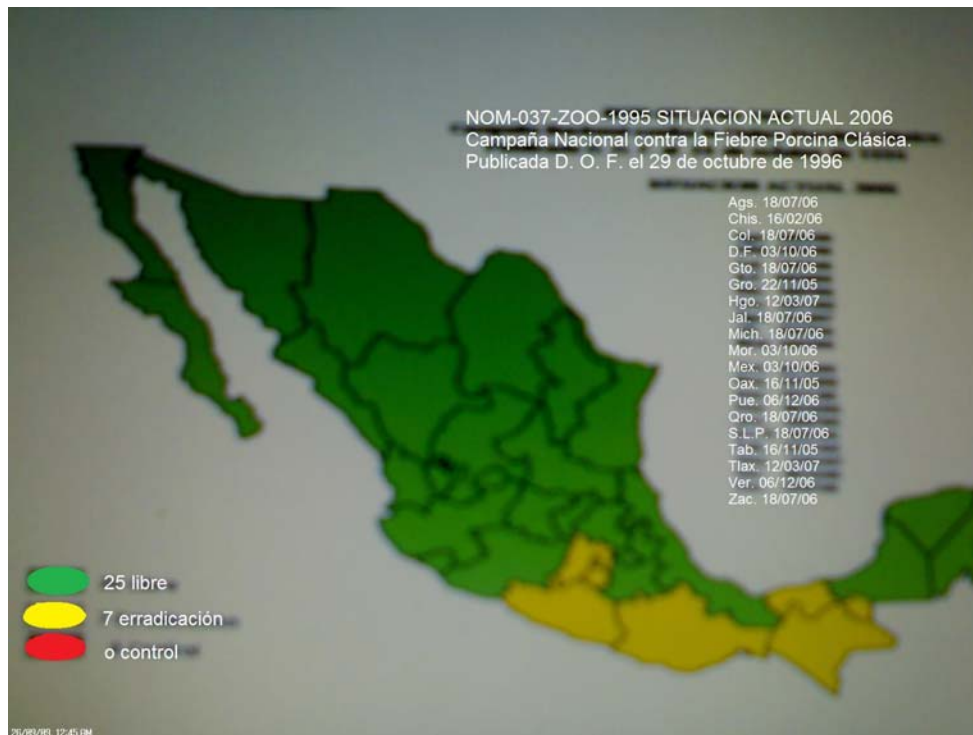 NOM-037-ZOO-1995 SITUACION ACTUAL 2006
Campaña Nacional contra la Fiebre Porcina Clásica.
Publicada D. O. F. el 29 de octubre de 1996
Ags. 18/07/06
Chis. 16/02/06
Col. 18/07/06
D.F. 03/10/06
Gto. 18/07/06
Gro. 22/11/05
Hgo. 12/03/07
Jal. 18/07/06
Mich. 18/07/06
Mor. 03/10/06
Mex. 03/10/06
Oax. 16/11/05
Pue. 06/12/06
Qro. 18/07/06
S.L.P. 18/07/06
Tab. 16/11/05
Tlax. 12/03/07
Ver. 06/12/06
Zac. 18/07/06
25 libre
7 erradicación
o control
12:45 AM